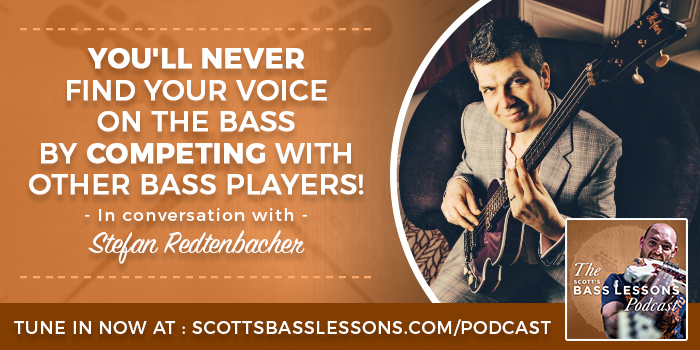 YOU'LL NEVER
FIND YOUR VOICE
ON THE BASS
BY COMPETING WITH
OTHER BASS PLAYERS!
- In conversation with -
Stefan Redtenbacher
The
SCOTT'S
BASS LESSONS
Podcast
TUNE IN NOW AT : SCOTTSBASSLESSONS.COM/PODCAST